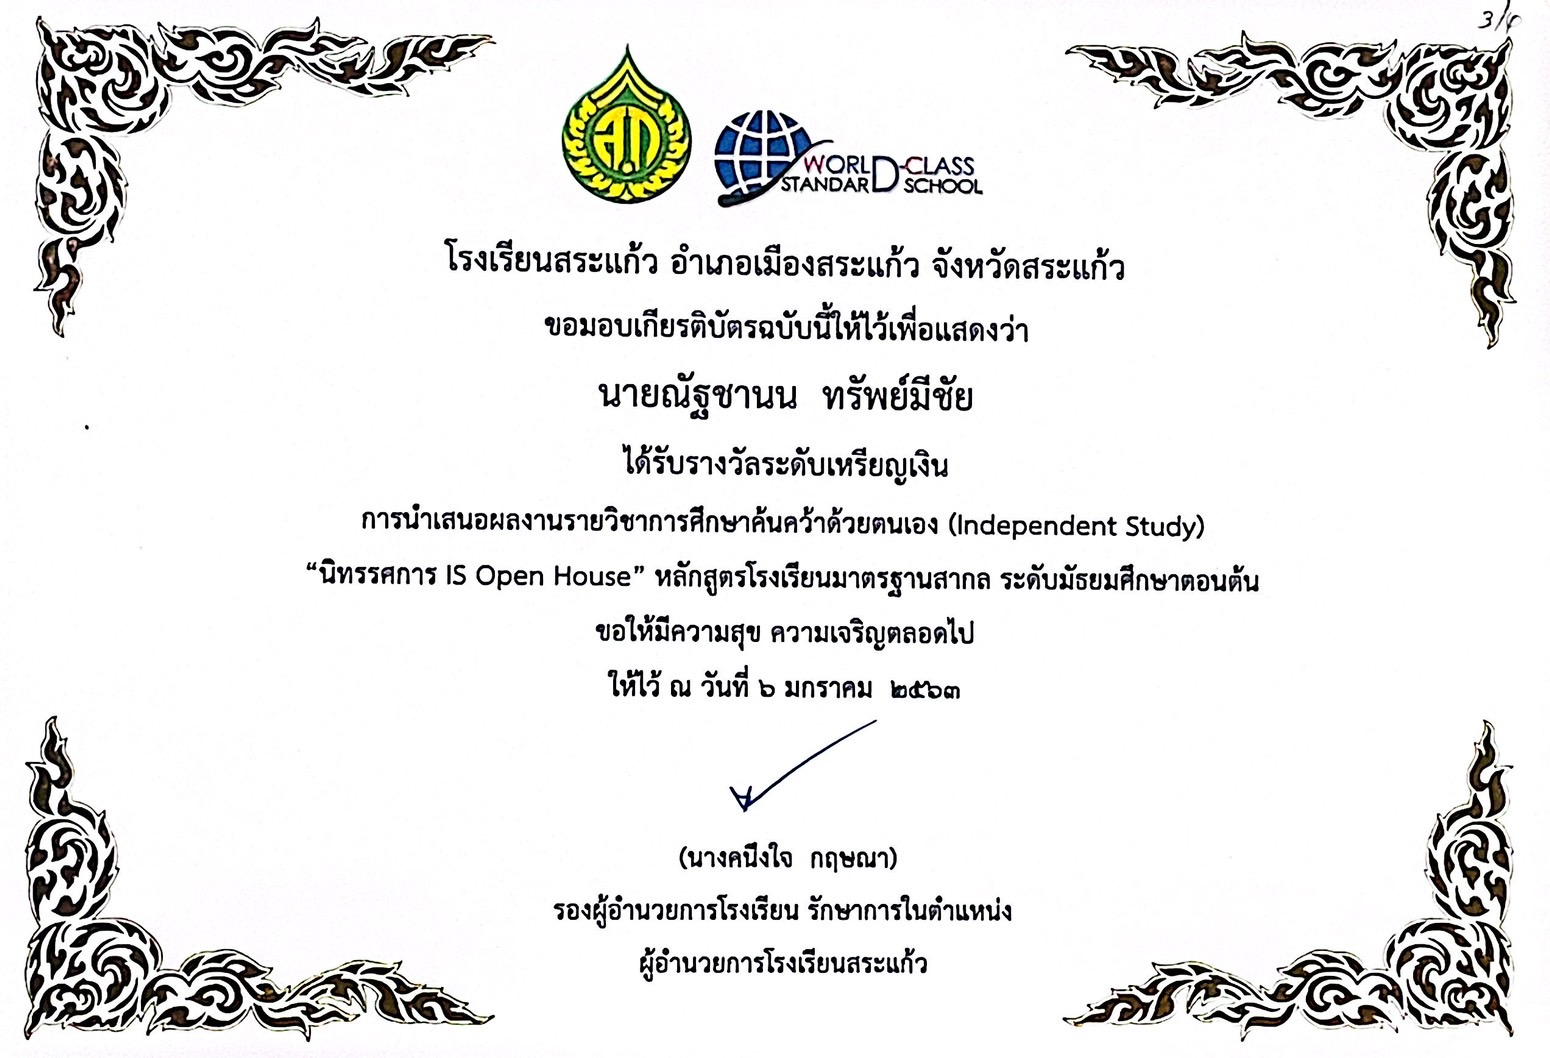 3/6
ส.ก
WORLD-CLASS
STANDARD SCHOOL
โรงเรียนสระแก้ว อำเภอเมืองสระแก้ว จังหวัดสระแก้ว
ขอมอบเกียรติบัตรฉบับนี้ให้ไว้เพื่อแสดงว่า
นายณัฐชานน ทรัพย์มีชัย
ได้รับรางวัลระดับเหรียญเงิน
การนำเสนอผลงานรายวิชาการศึกษาค้นคว้าด้วยตนเอง (Independent Study)
“นิทรรศการ IS Open House” หลักสูตรโรงเรียนมาตรฐานสากล ระดับมัธยมศึกษาตอนต้น
ขอให้มีความสุข ความเจริญตลอดไป
ให้ไว้ ณ วันที่ ๖ มกราคม ๒๕๖๓
(นางคนึงใจ กฤษณา)
รองผู้อำนวยการโรงเรียน รักษาการในตำแหน่ง
ผู้อำนวยการโรงเรียนสระแก้ว